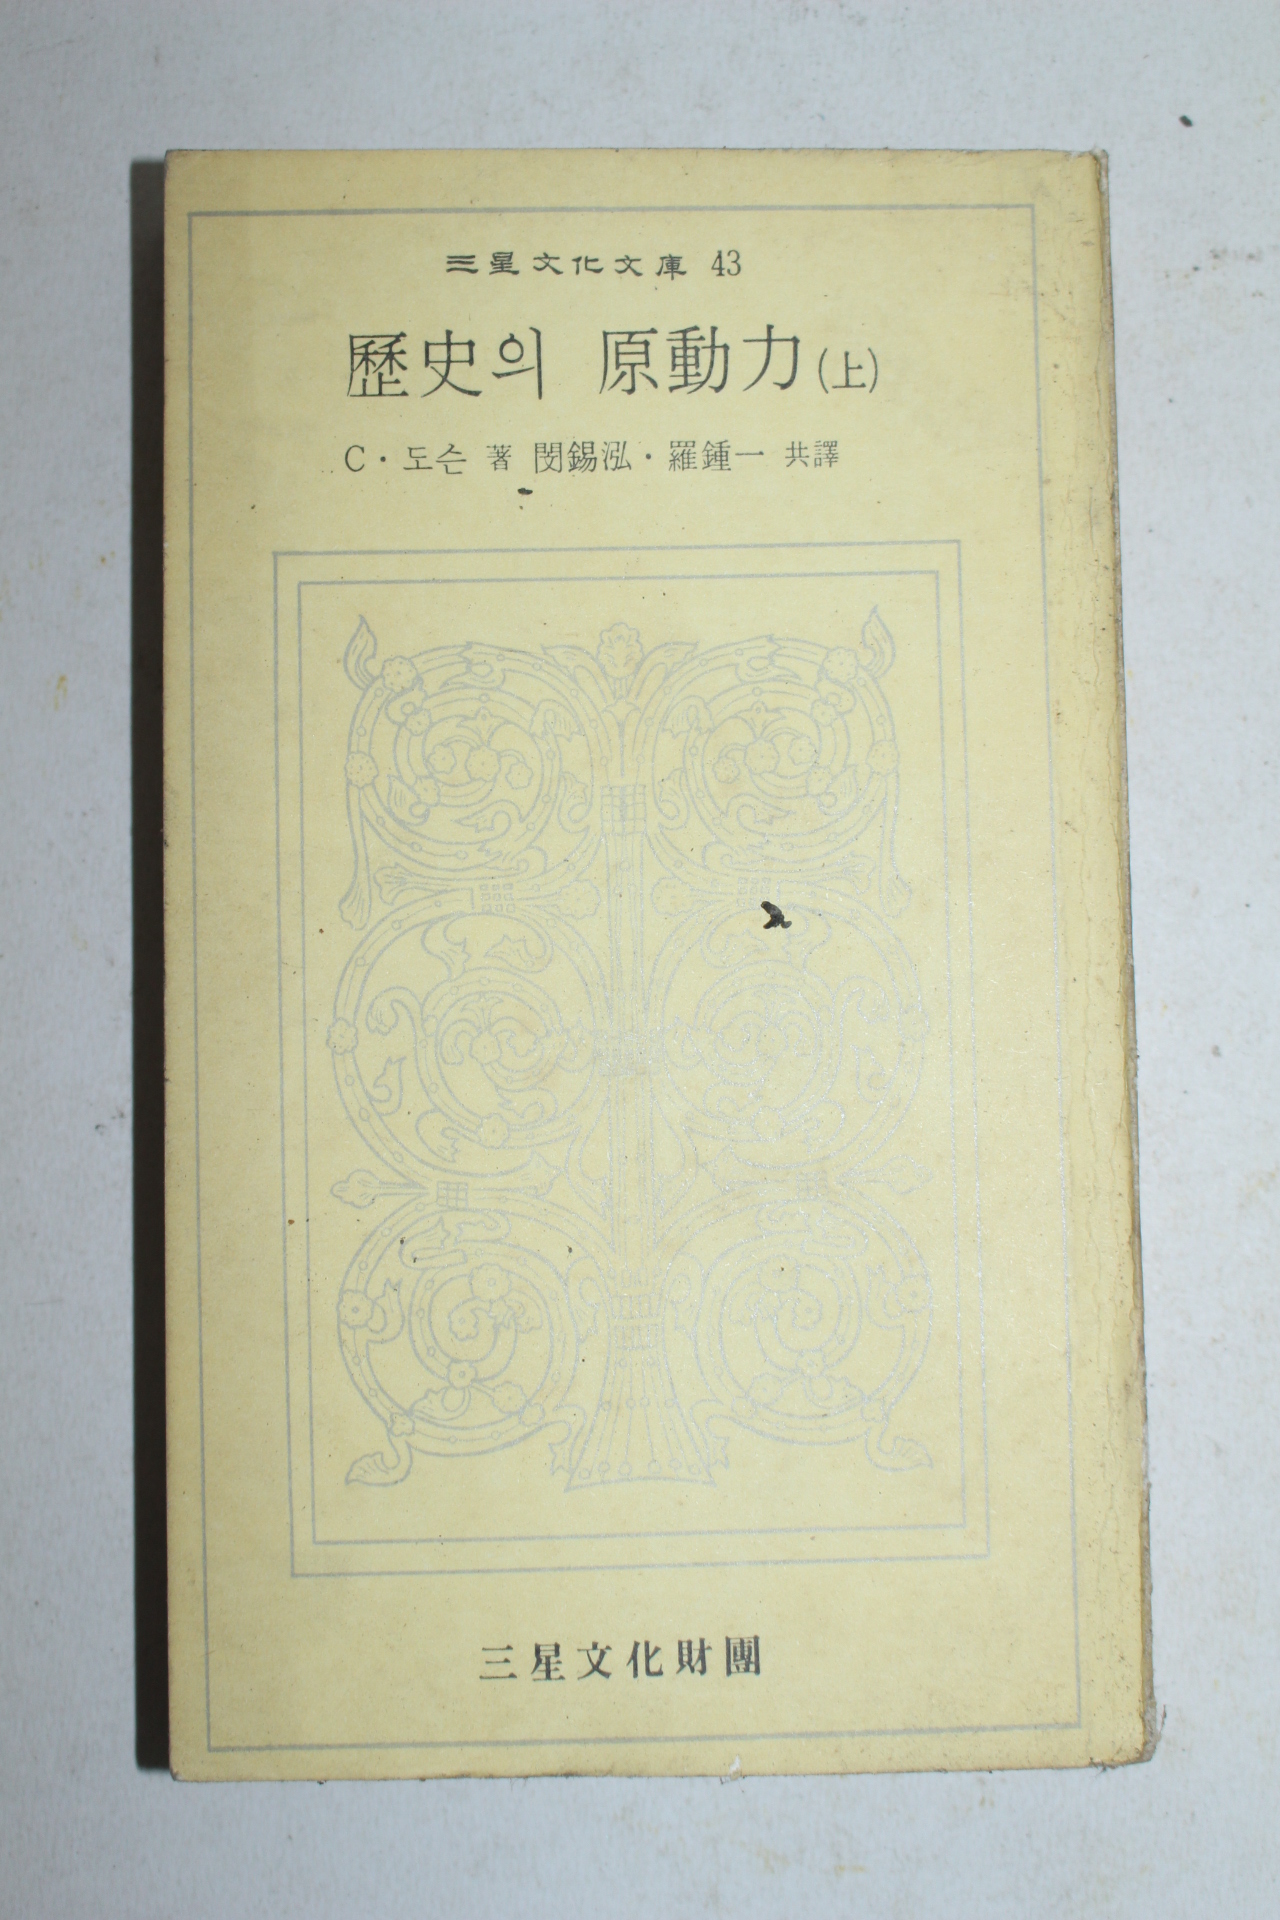 三星文化文庫 43
歷史의 原動力(上)
C·도슨 著 閔錫泓·羅鍾一 共譯
三星文化財團